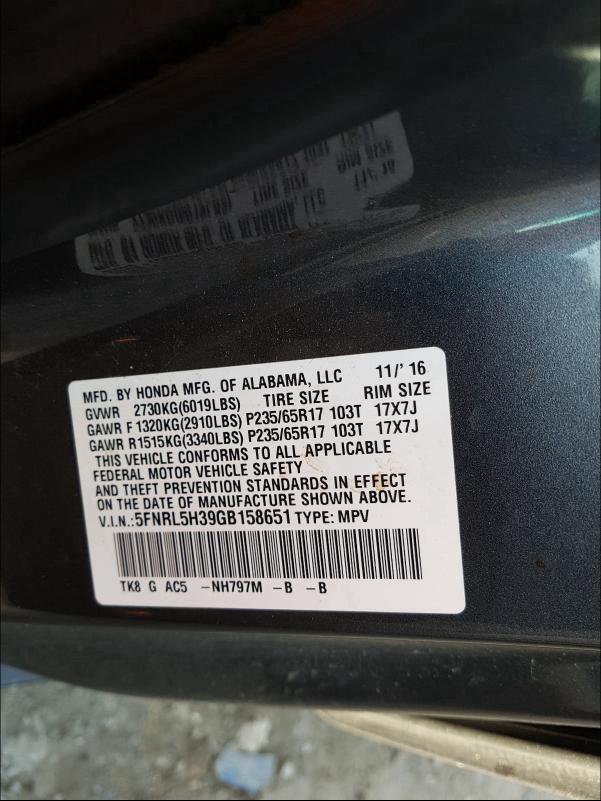 MFD. BY HONDA MFG. OF ALABAMA, LLC 11/'16
GVWR 2730KG(6019LBS) TIRE SIZE RIM SIZE
GAWR F 1320KG(2910LBS) P235/65R17 103T 17X7J
GAWR R1515KG(3340LBS) P235/65R17 103T 17X7J
THIS VEHICLE CONFORMS TO ALL APPLICABLE
FEDERAL MOTOR VEHICLE SAFETY
AND THEFT PREVENTION STANDARDS IN EFFECT
ON THE DATE OF MANUFACTURE SHOWN ABOVE.
V.I.N.:5FNRL5H39GB158651 TYPE: MPV
TK8 G AC5 -NH797M -B -B